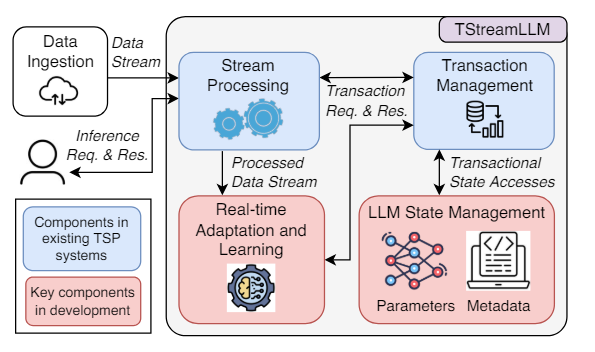 TStreamLLM
Data
Ingestion
Data
Stream
Stream
Processing
Transaction
Req. & Res.
Transaction
Management
Inference
Req. & Res.
Processed
Data Stream
Transactional
State Accesses
Real-time
Adaptation and
Learning
LLM State Management
Parameters
Metadata
Components in
existing TSP
systems
Key components
in development